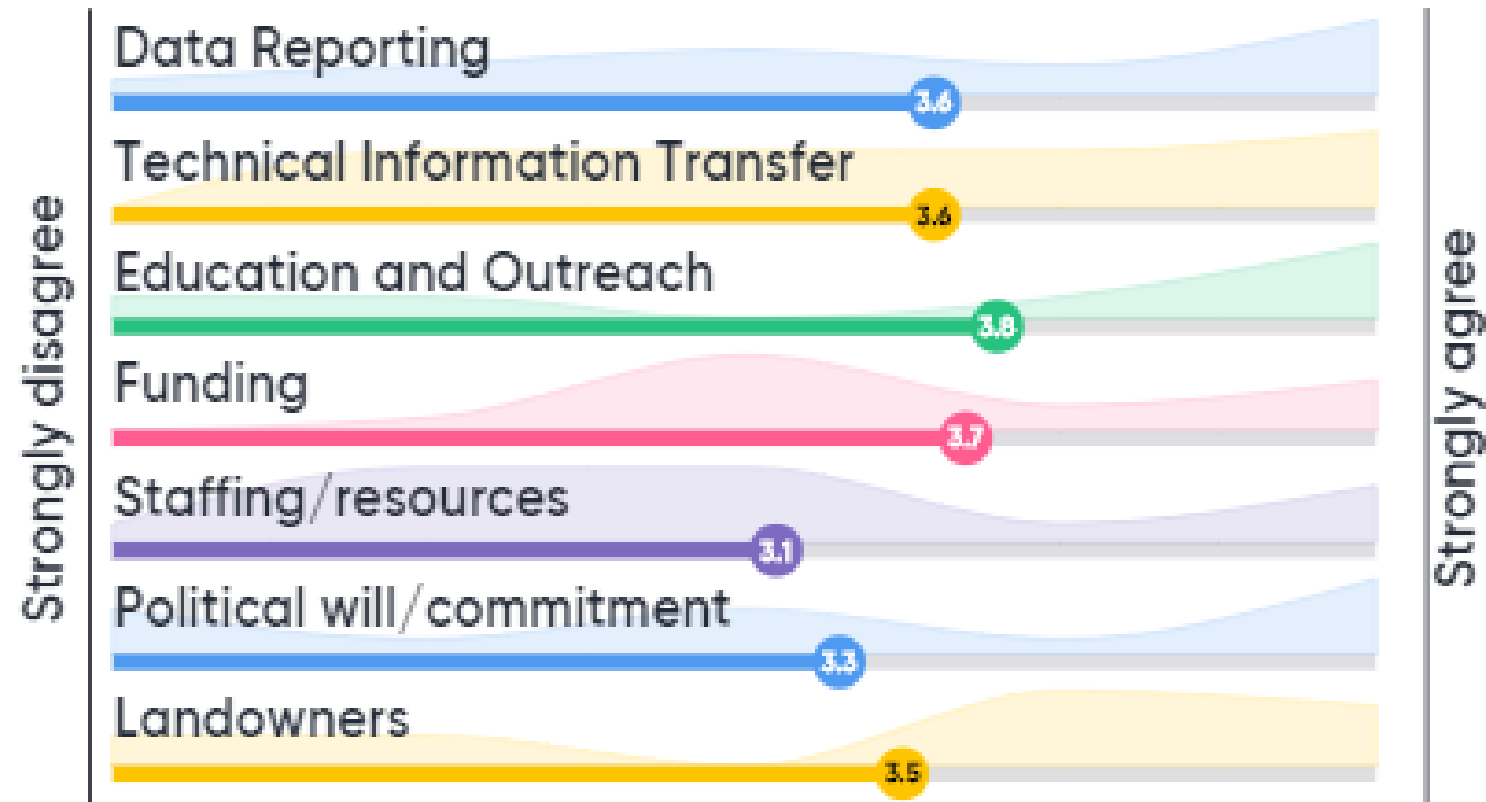 Strongly disagree
Data Reporting
3.6
Technical Information Transfer
3.6
Education and Outreach
3.8
Funding
3.7
Staffing/resources
3.1
Political will/commitment
3.3
Landowners
3.5
Strongly agree